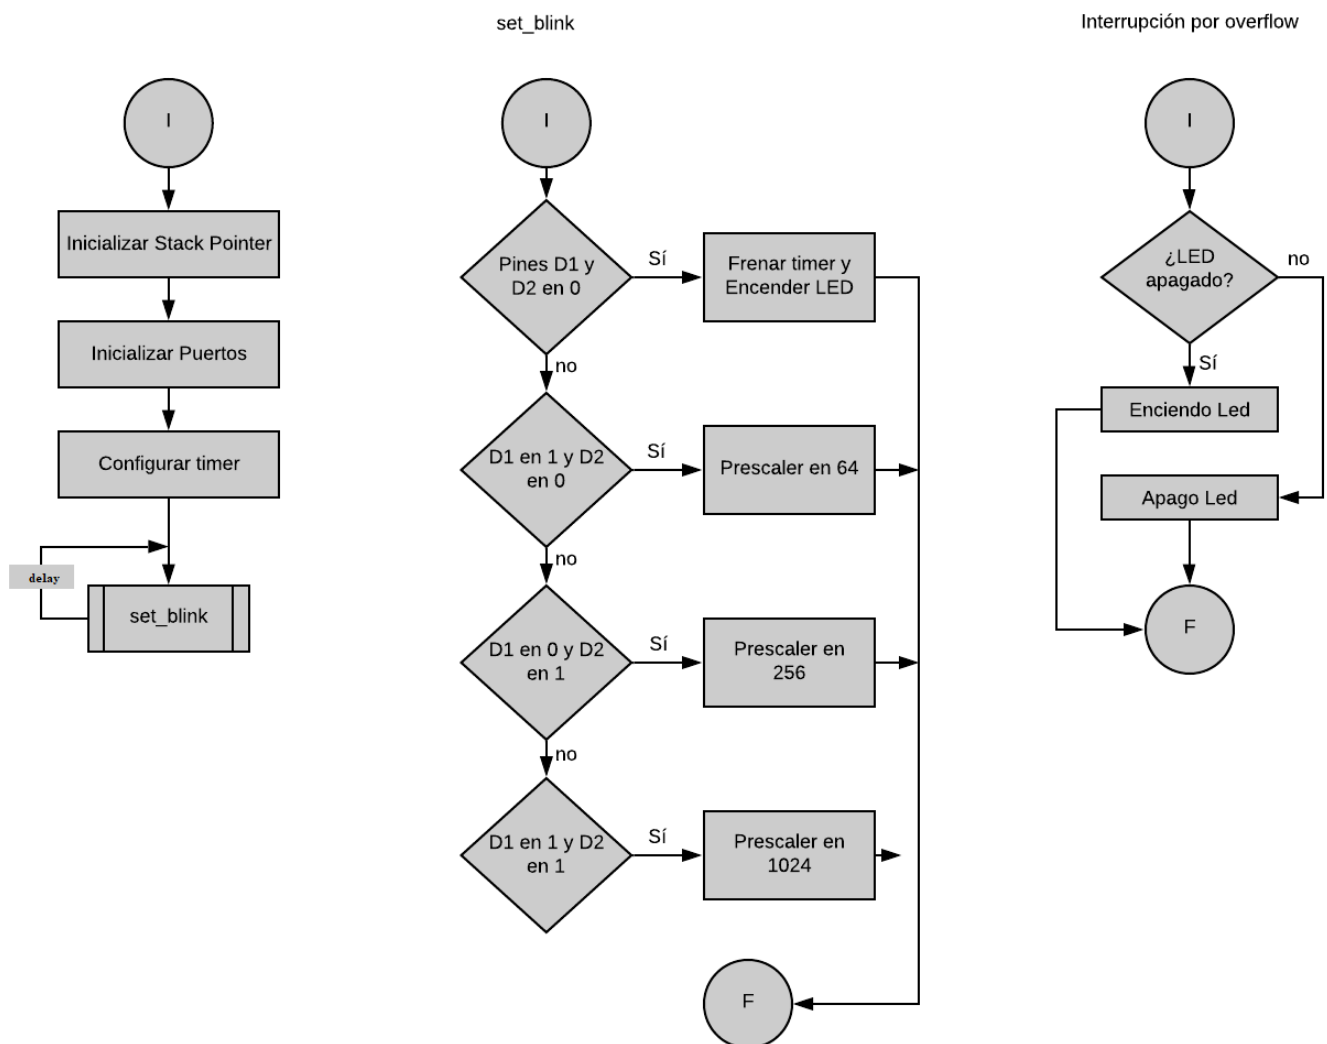 set_blink
Interrupción por overflow
I
Inicializar Stack Pointer
Inicializar Puertos
Configurar timer
delay
set_blink
I
Pines D1 y
D2 en 0
Sí
Frenar timer y
Encender LED
no
D1 en 1 y D2
en 0
Sí
Prescaler en 64
no
D1 en 0 y D2
en 1
Sí
Prescaler en
256
no
D1 en 1 y D2
en 1
Sí
Prescaler en
1024
F
I
¿LED
apagado?
no
Sí
Enciendo Led
Apago Led
F